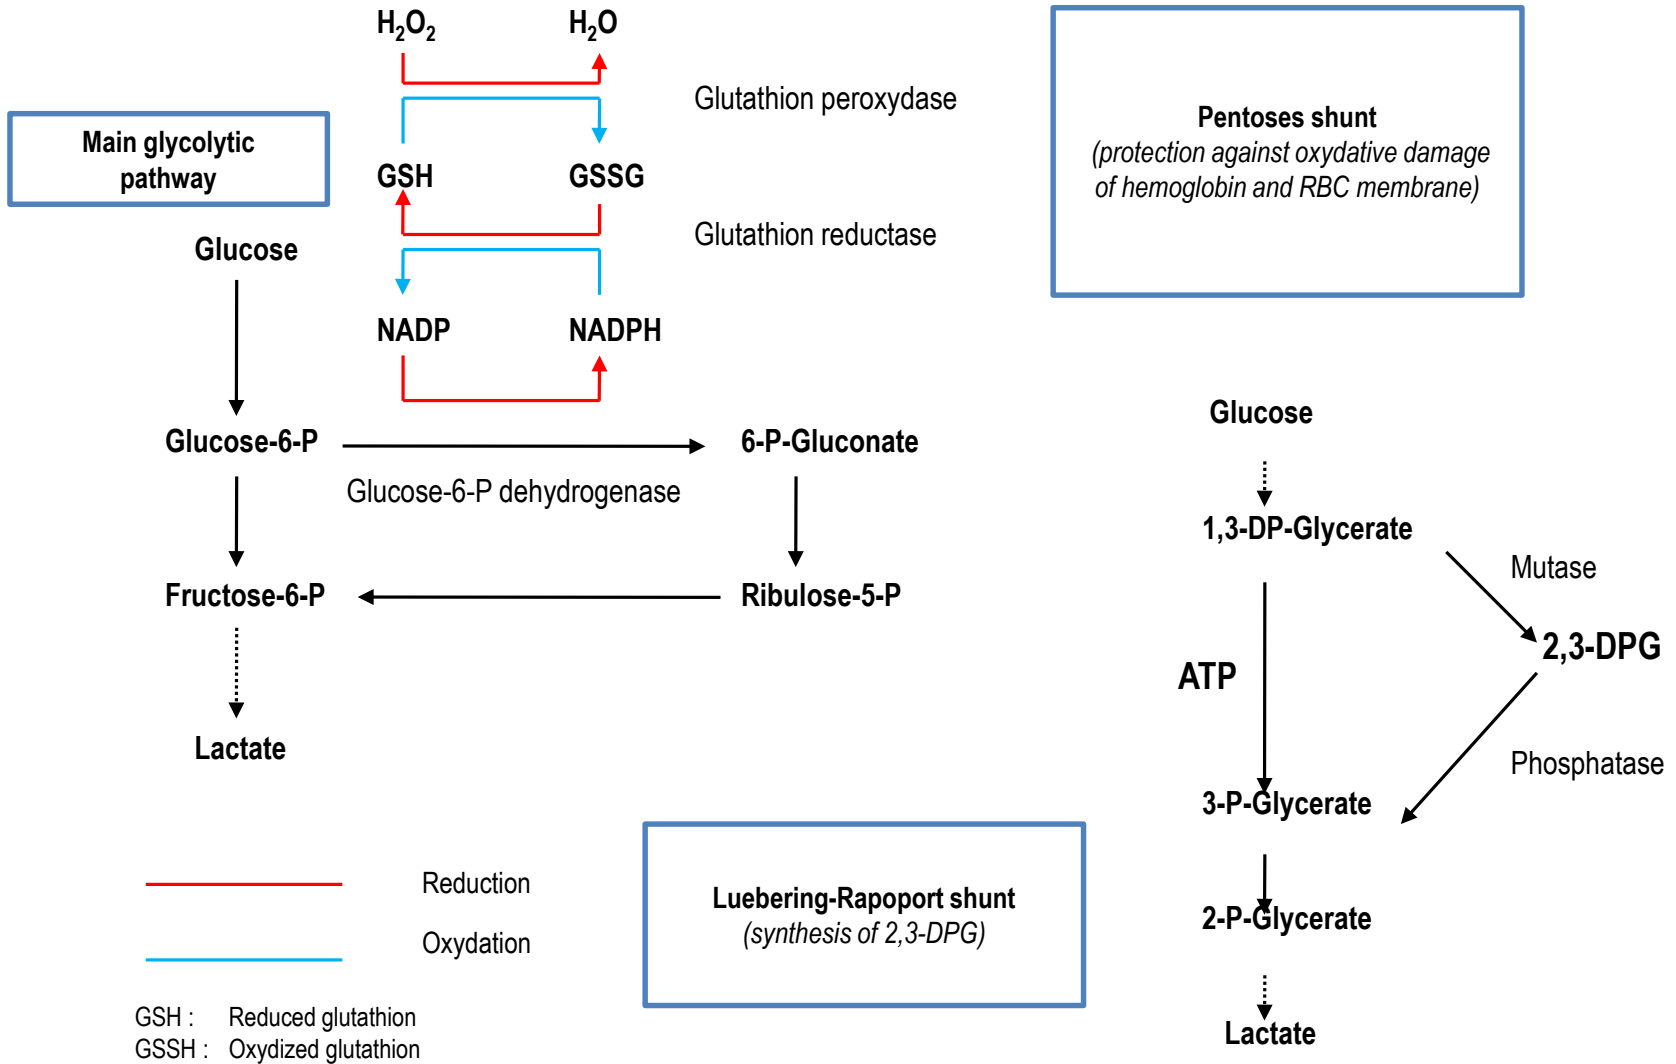 H2O2 H2O
Glutathion peroxydase
Main glycolytic
pathway
Pentoses shunt
(protection against oxydative damage
of hemoglobin and RBC membrane)
GSH GSSG
Glutathion reductase
Glucose
NADP NADPH
Glucose-6-P 6-P-Gluconate
Glucose-6-P dehydrogenase
Fructose-6-P Ribulose-5-P
Lactate
Glucose
1,3-DP-Glycerate
Mutase
2,3-DPG
ATP
Phosphatase
3-P-Glycerate
2-P-Glycerate
Lactate
Luebering-Rapoport shunt
(synthesis of 2,3-DPG)
Reduction
Oxydation
GSH : Reduced glutathion
GSSH : Oxydized glutathion